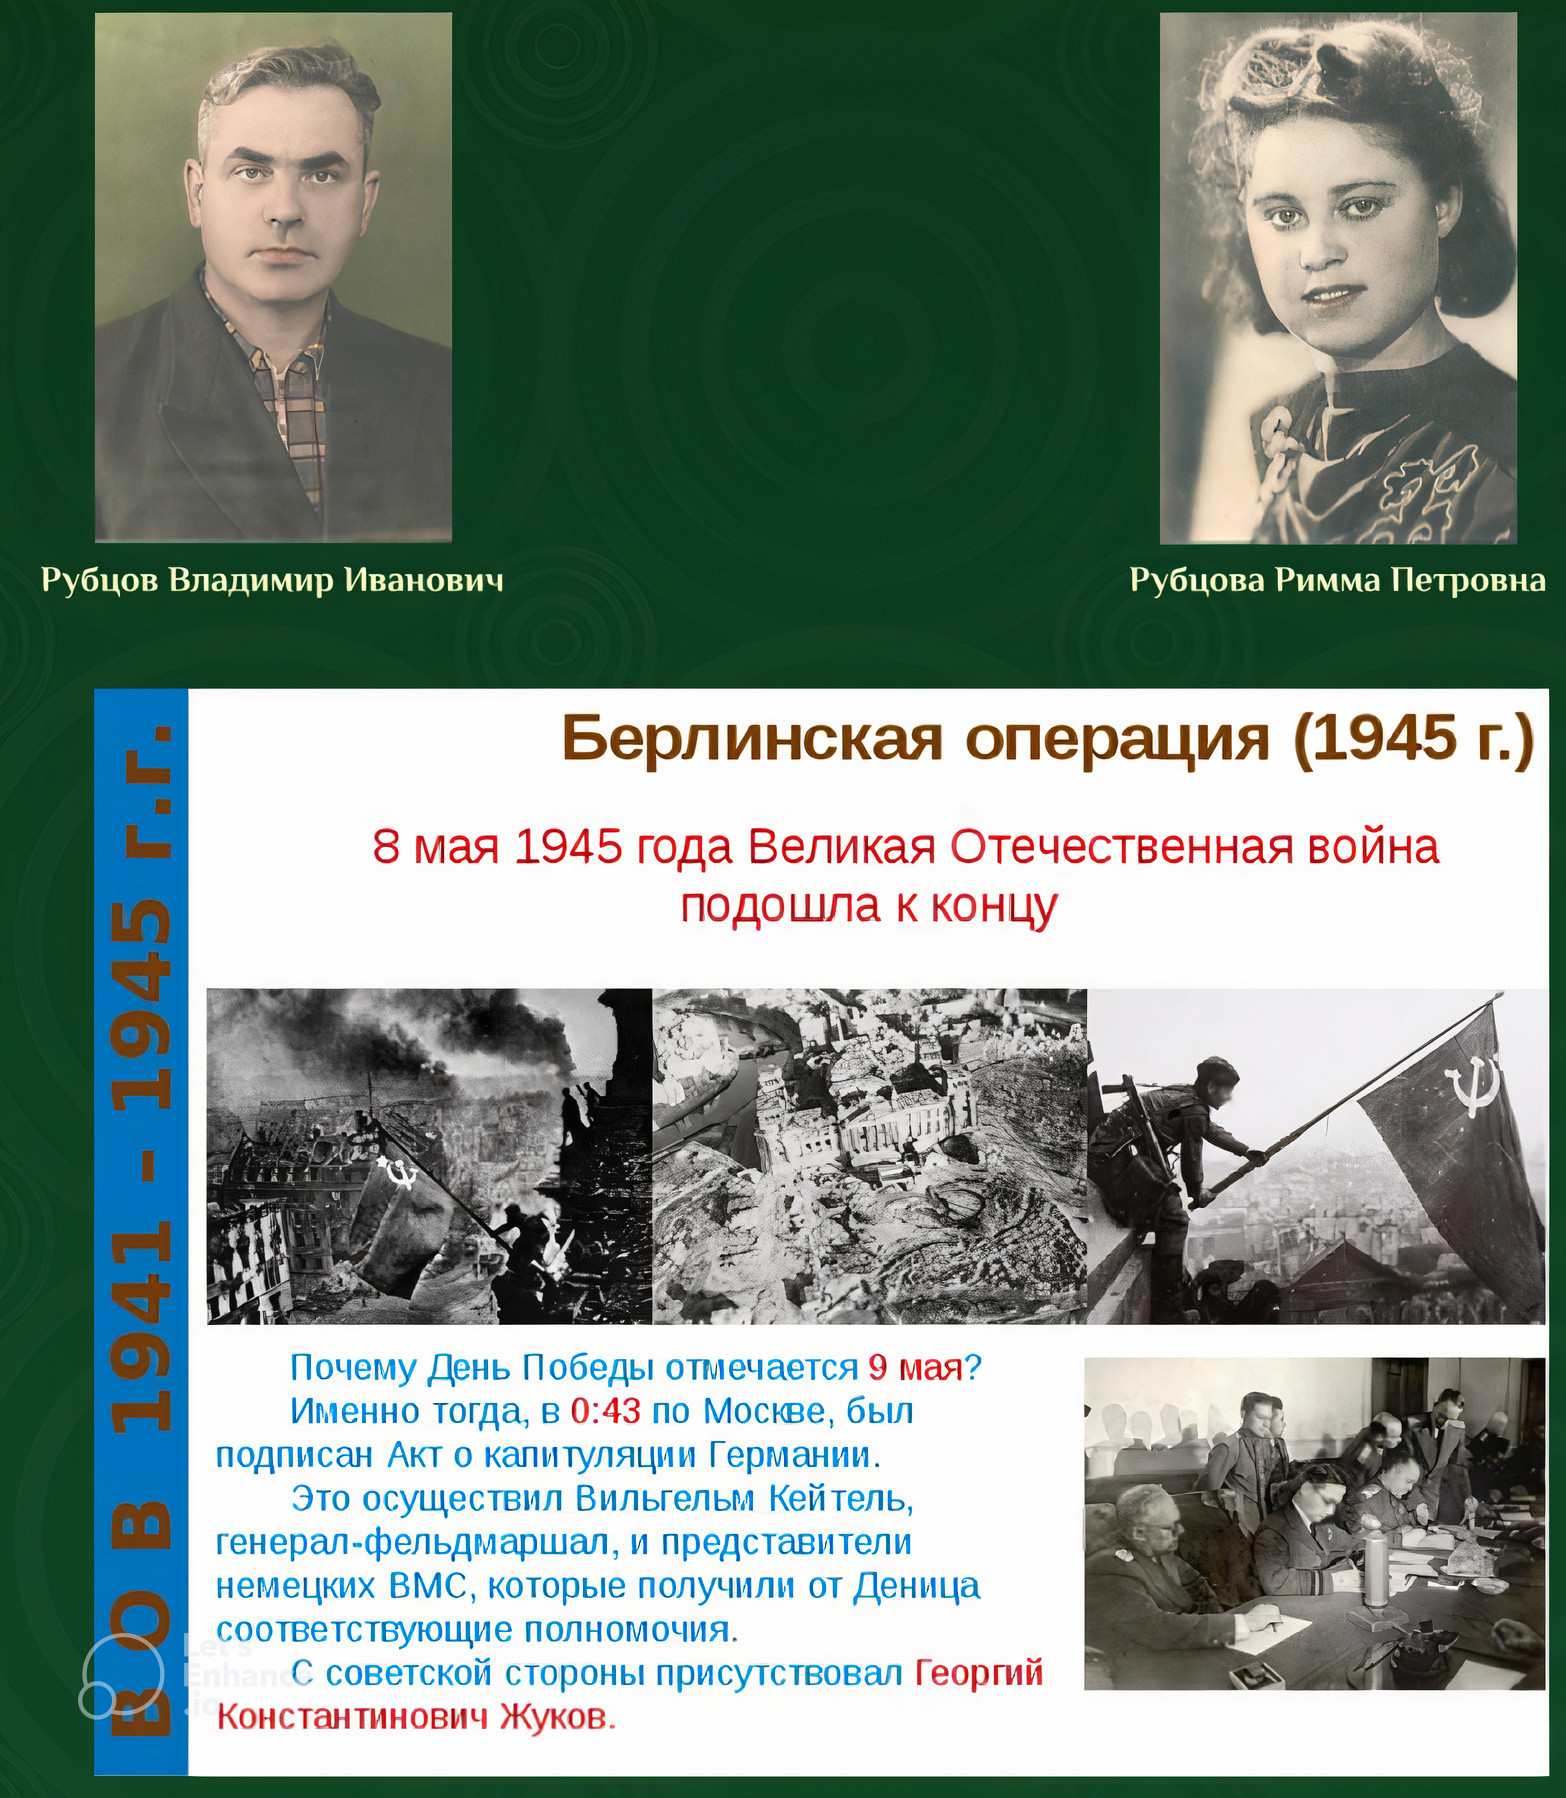 Рубцов Владимир Иванович
Рубцова Римма Петровна
В О В 1941 - 1945 г.г.
Берлинская операция (1945 г.)
8 мая 1945 года Великая Отечественная война
подошла к концу
Почему День Победы отмечается 9 мая?
Именно тогда, в 0:43 по Москве, был
подписан Акт о капитуляции Германии.
Это осуществил Вильгельм Кейтель,
генерал-фельдмаршал, и представители
немецких ВМС, которые получили от Деница
соответствующие полномочия.
С советской стороны присутствовал Георгий
Константинович Жуков.
Let's
Enhance
.io